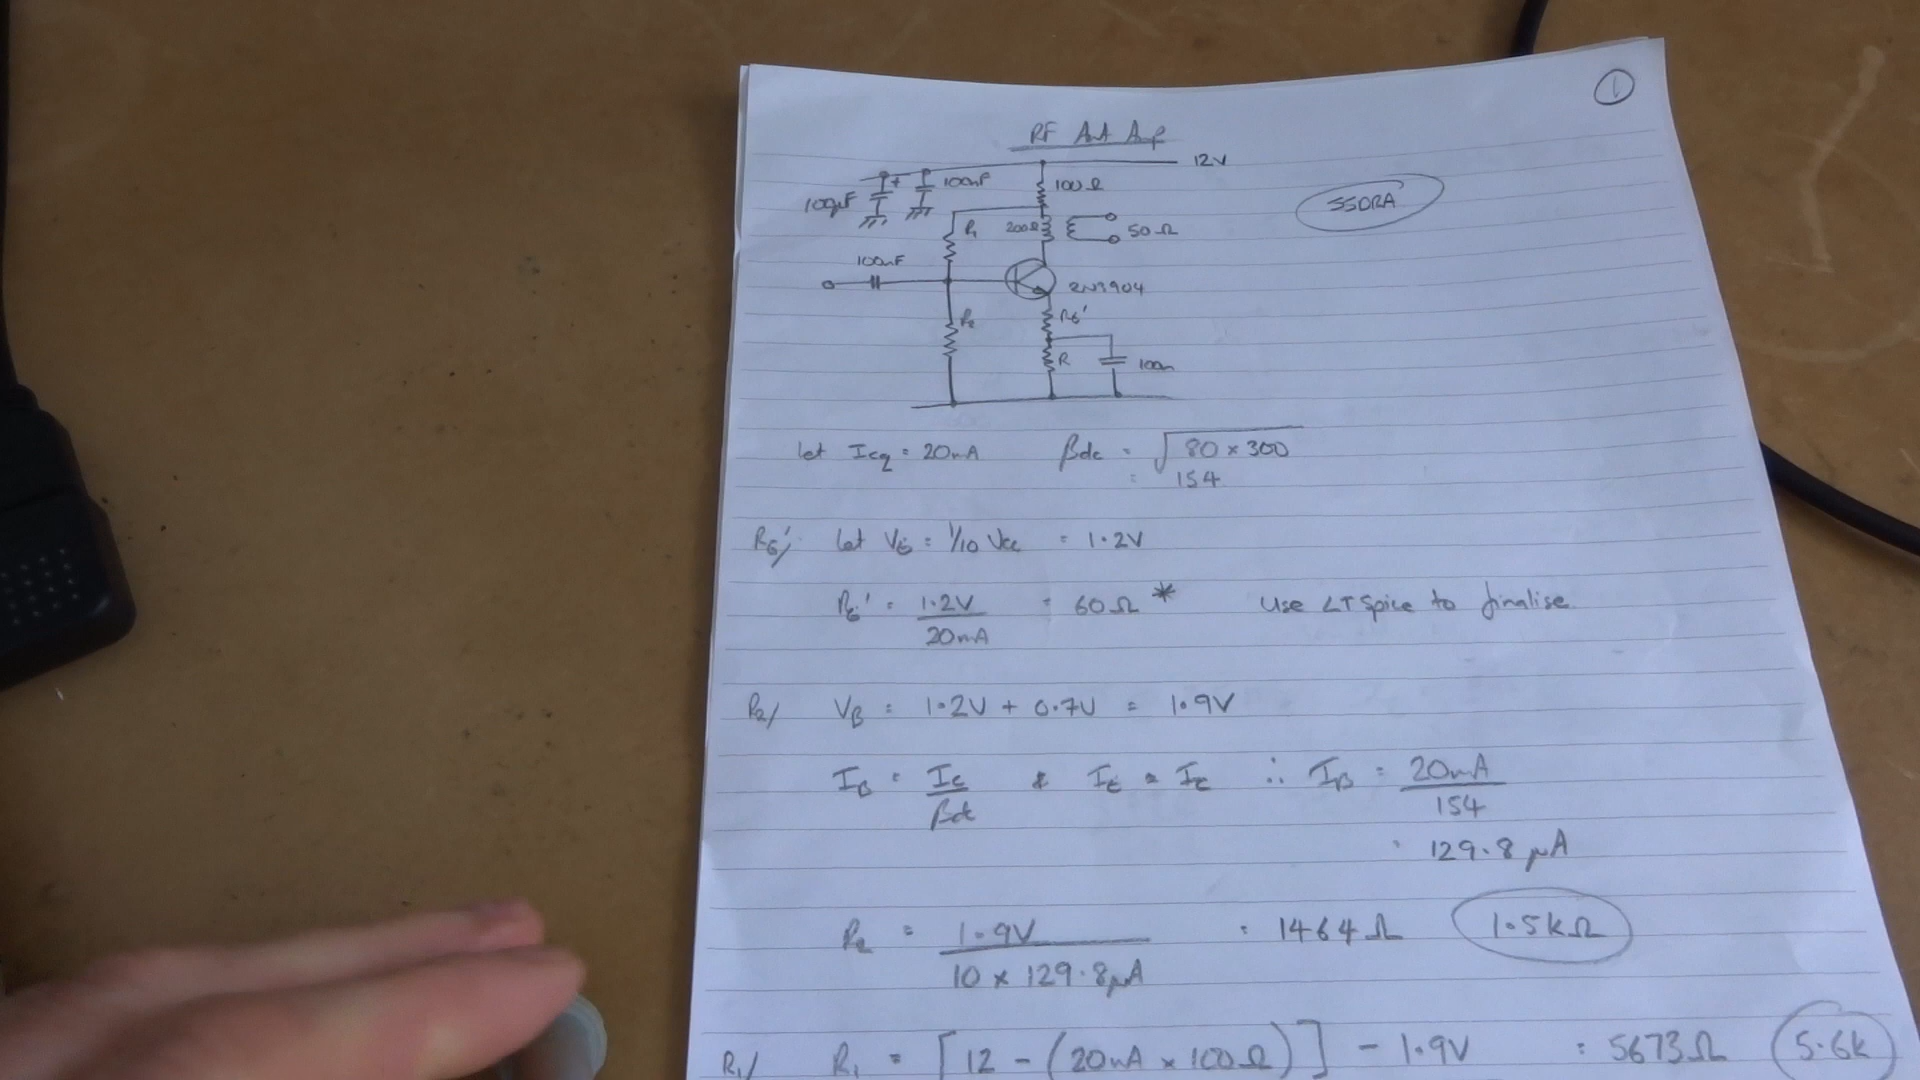 1
RF Ant Amp
12V
100Ω
100nF
100μF
SSDRA
R1
200Ω
50Ω
100nF
2N3904
RE'
R2
R
100n
let Icq = 20mA βdc = √80 × 300
= 154
RE'/ let VE = 1/10 Vcc = 1.2V
RE' = 1.2V = 60Ω * Use LTSpice to finalise
20mA
R2/ VB = 1.2V + 0.7V = 1.9V
IB = Ic & IE ≈ Ic ∴ IB = 20mA
βdc 154
= 129.8μA
R2 = 1.9V = 1464Ω 1.5kΩ
10 × 129.8μA
R1/ R1 = [12 - (20mA × 100Ω)] - 1.9V = 5673Ω 5.6k